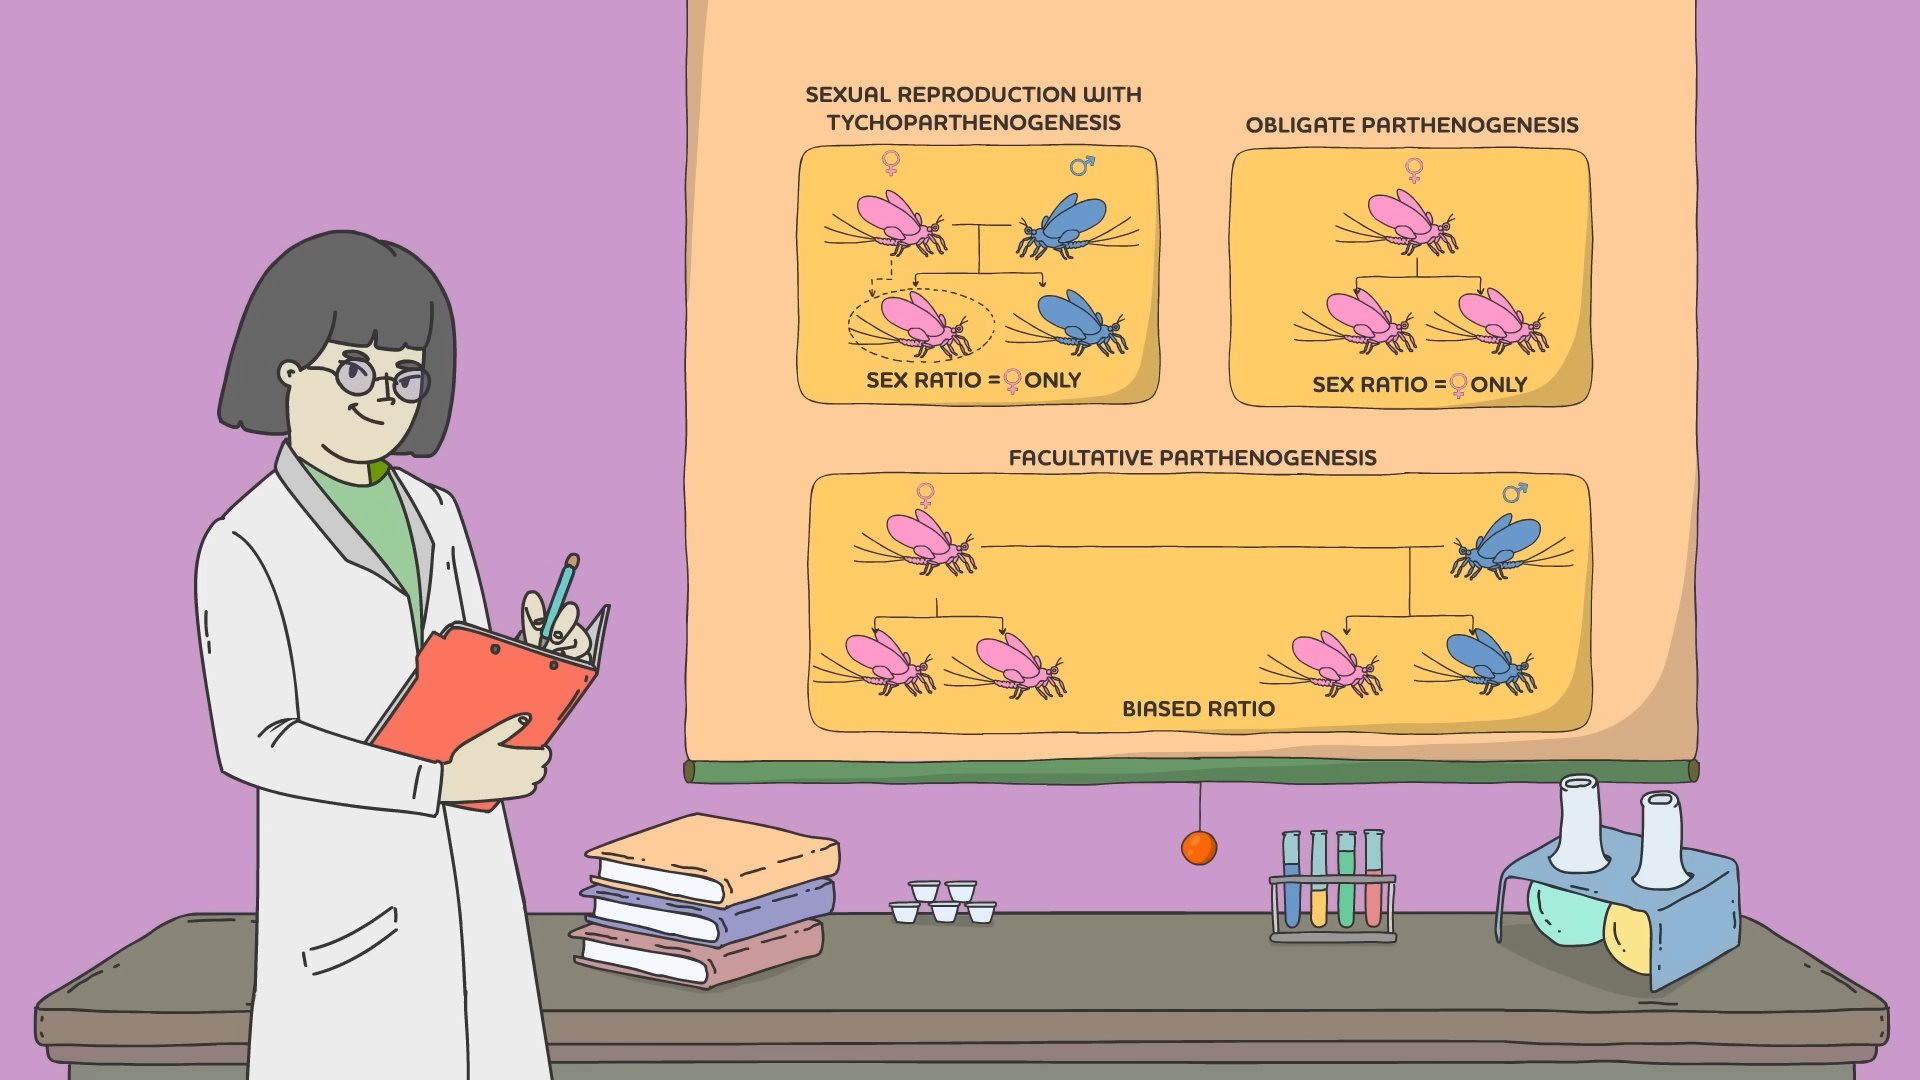 SEXUAL REPRODUCTION WITH
TYCHOPARTHENOGENESIS
SEX RATIO = ♀ ONLY
OBLIGATE PARTHENOGENESIS
SEX RATIO = ♀ ONLY
FACULTATIVE PARTHENOGENESIS
BIASED RATIO